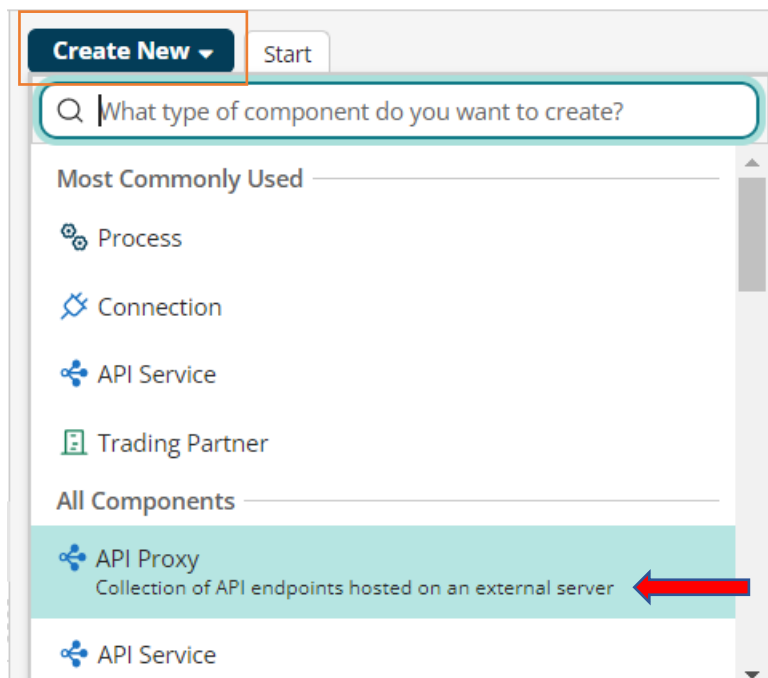 Create New
Start
What type of component do you want to create?
Most Commonly Used
Process
Connection
API Service
Trading Partner
All Components
API Proxy
Collection of API endpoints hosted on an external server
API Service